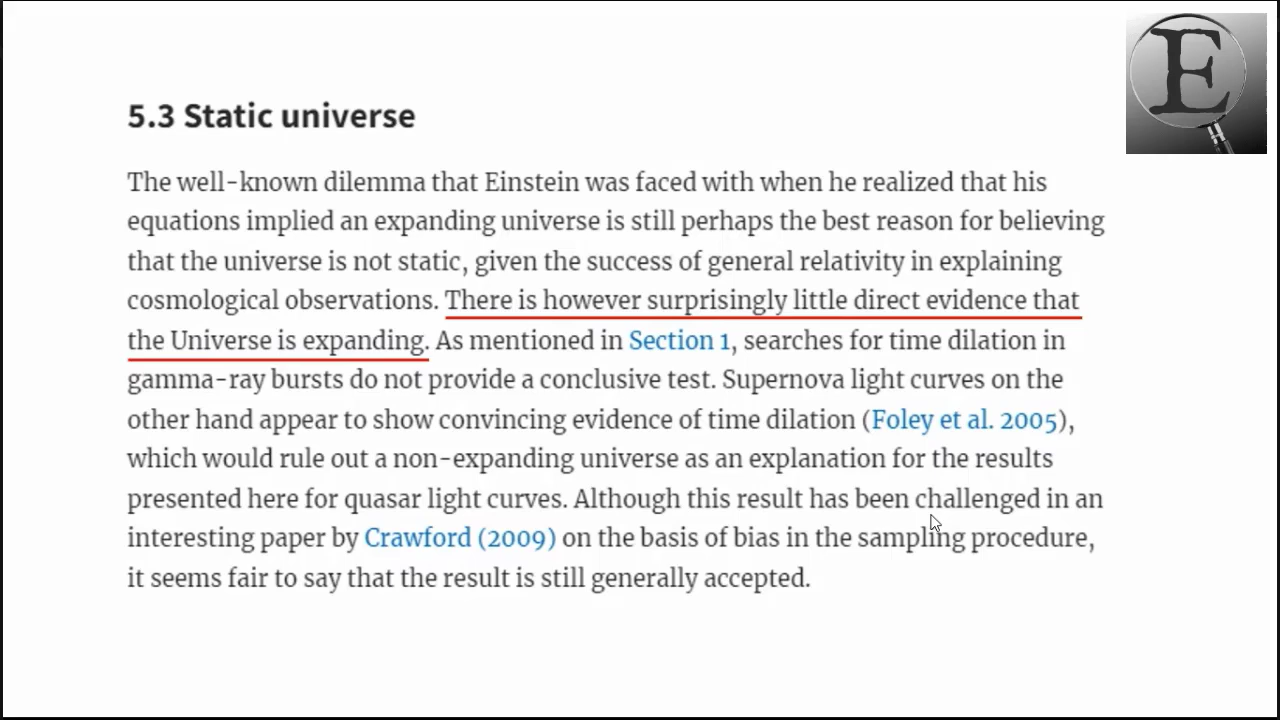 5.3 Static universe
The well-known dilemma that Einstein was faced with when he realized that his
equations implied an expanding universe is still perhaps the best reason for believing
that the universe is not static, given the success of general relativity in explaining
cosmological observations. There is however surprisingly little direct evidence that
the Universe is expanding. As mentioned in Section 1, searches for time dilation in
gamma-ray bursts do not provide a conclusive test. Supernova light curves on the
other hand appear to show convincing evidence of time dilation (Foley et al. 2005),
which would rule out a non-expanding universe as an explanation for the results
presented here for quasar light curves. Although this result has been challenged in an
interesting paper by Crawford (2009) on the basis of bias in the sampling procedure,
it seems fair to say that the result is still generally accepted.
E
H